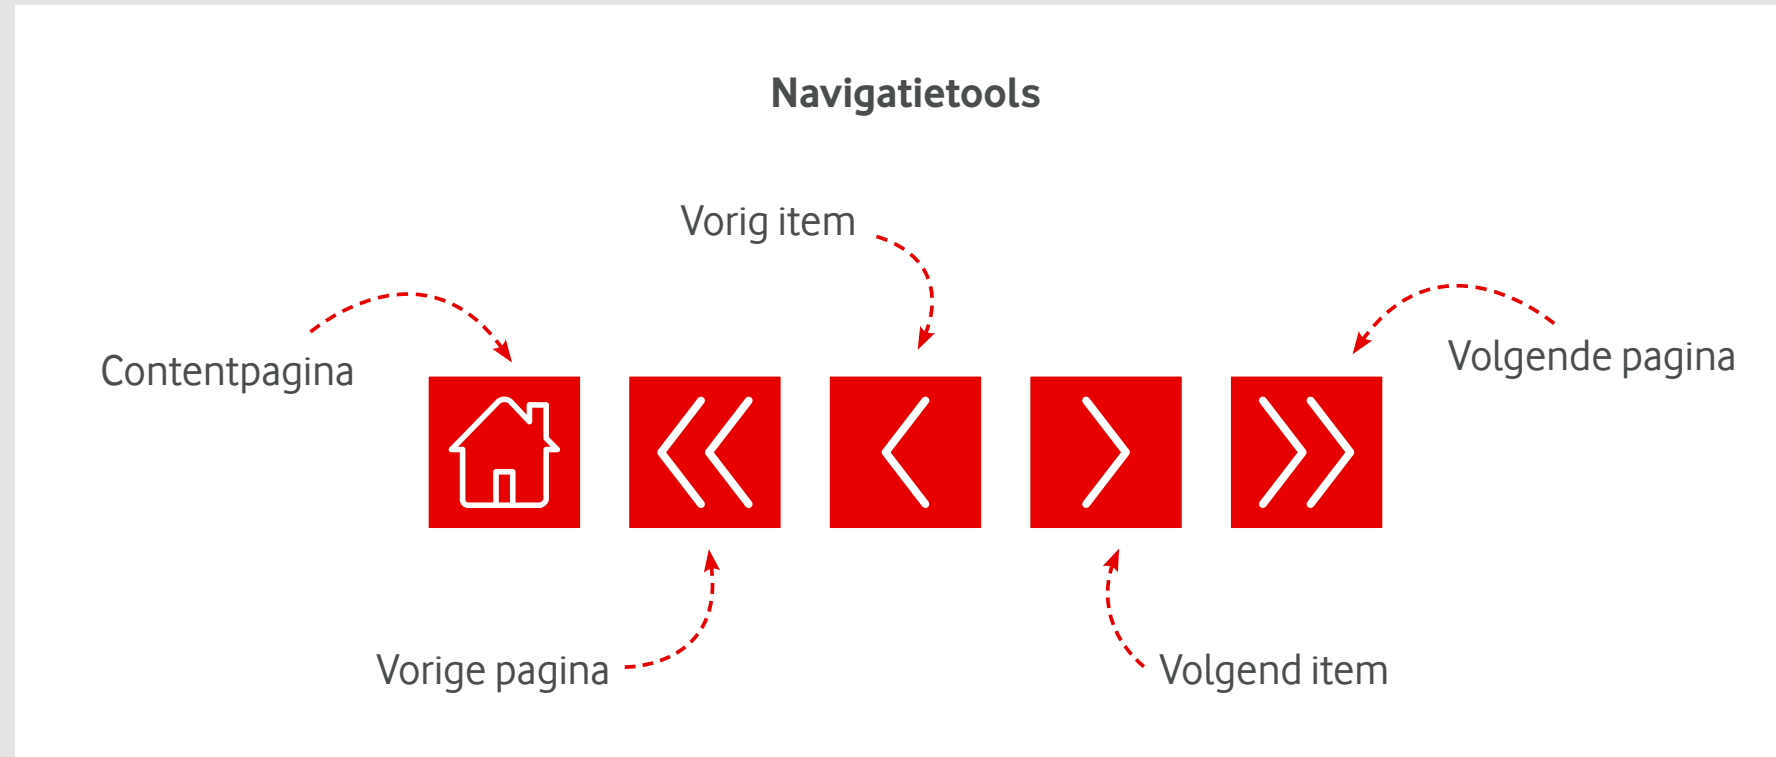 Navigatietools
Vorig item
Contentpagina
Volgende pagina
Vorige pagina
Volgend item